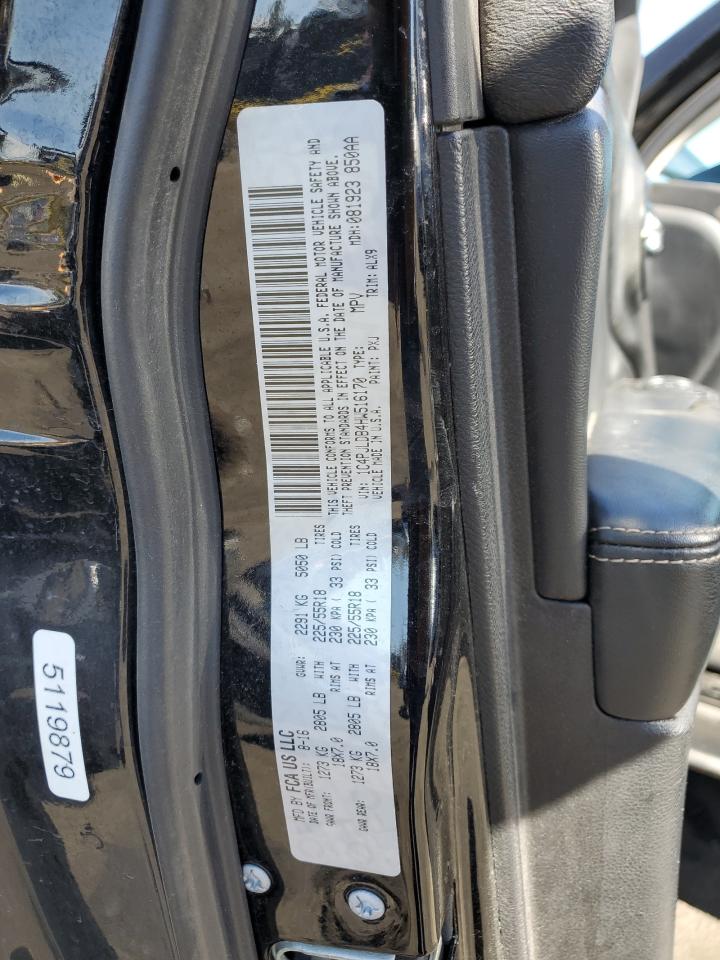 MFD BY FCA US LLC
DATE OF MFR(BUILT): 8-16 GVWR: 2291 KG 5050 LB
GAWR FRONT: 1273 KG 2805 LB WITH 225/55R18 TIRES
18X7.0 RIMS AT 230 KPA ( 33 PSI) COLD
GAWR REAR: 1273 KG 2805 LB WITH 225/55R18 TIRES
18X7.0 RIMS AT 230 KPA ( 33 PSI) COLD
THIS VEHICLE CONFORMS TO ALL APPLICABLE U.S.A. FEDERAL MOTOR VEHICLE SAFETY AND
THEFT PREVENTION STANDARDS IN EFFECT ON THE DATE OF MANUFACTURE SHOWN ABOVE.
VIN: 1C4PJLDB4HW516170 TYPE: MPV MDH:081923 850AA
VEHICLE MADE IN U.S.A. PAINT: PXJ TRIM: ALX9
5119879